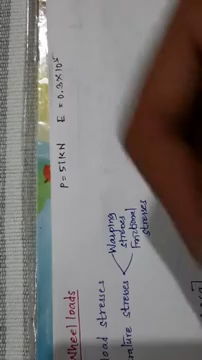 P = 51KN E = 0.3×10⁵
Wheel loads
load stresses
rature stresses
Warping
stresses
Frictional
stresses